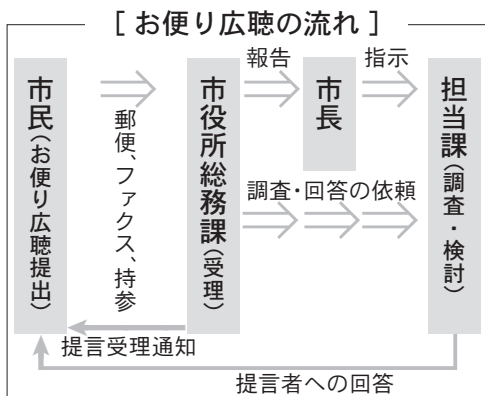 [ お便り広聴の流れ ]
市民(お便り広聴提出)
郵便、ファクス、持参
市役所総務課(受理)
報告
市長
指示
調査・回答の依頼
担当課(調査・検討)
提言受理通知
提言者への回答